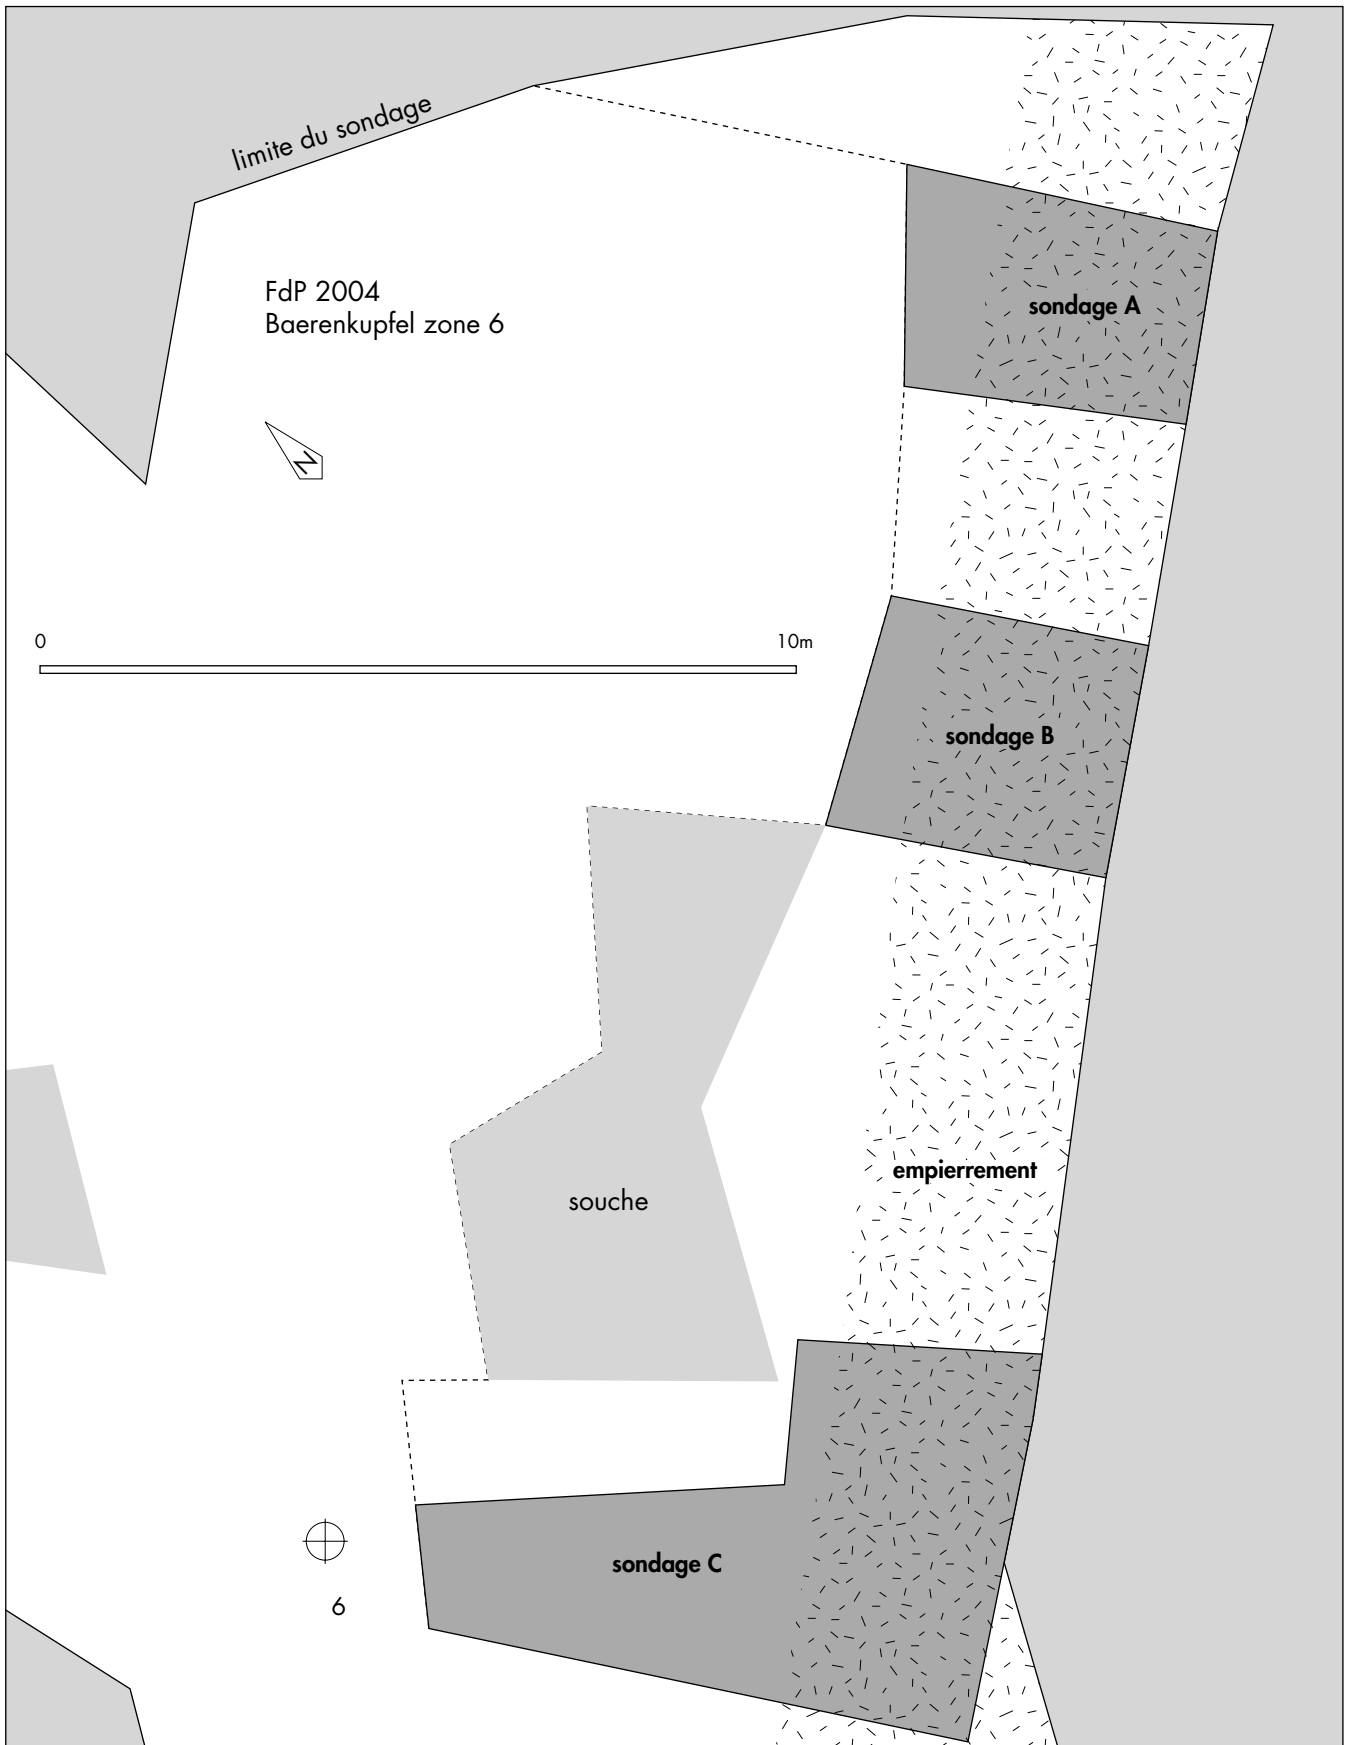 limite du sondage
FdP 2004
Baerenkupfel zone 6
sondage A
N
0 10m
sondage B
empierrement
souche
sondage C
6